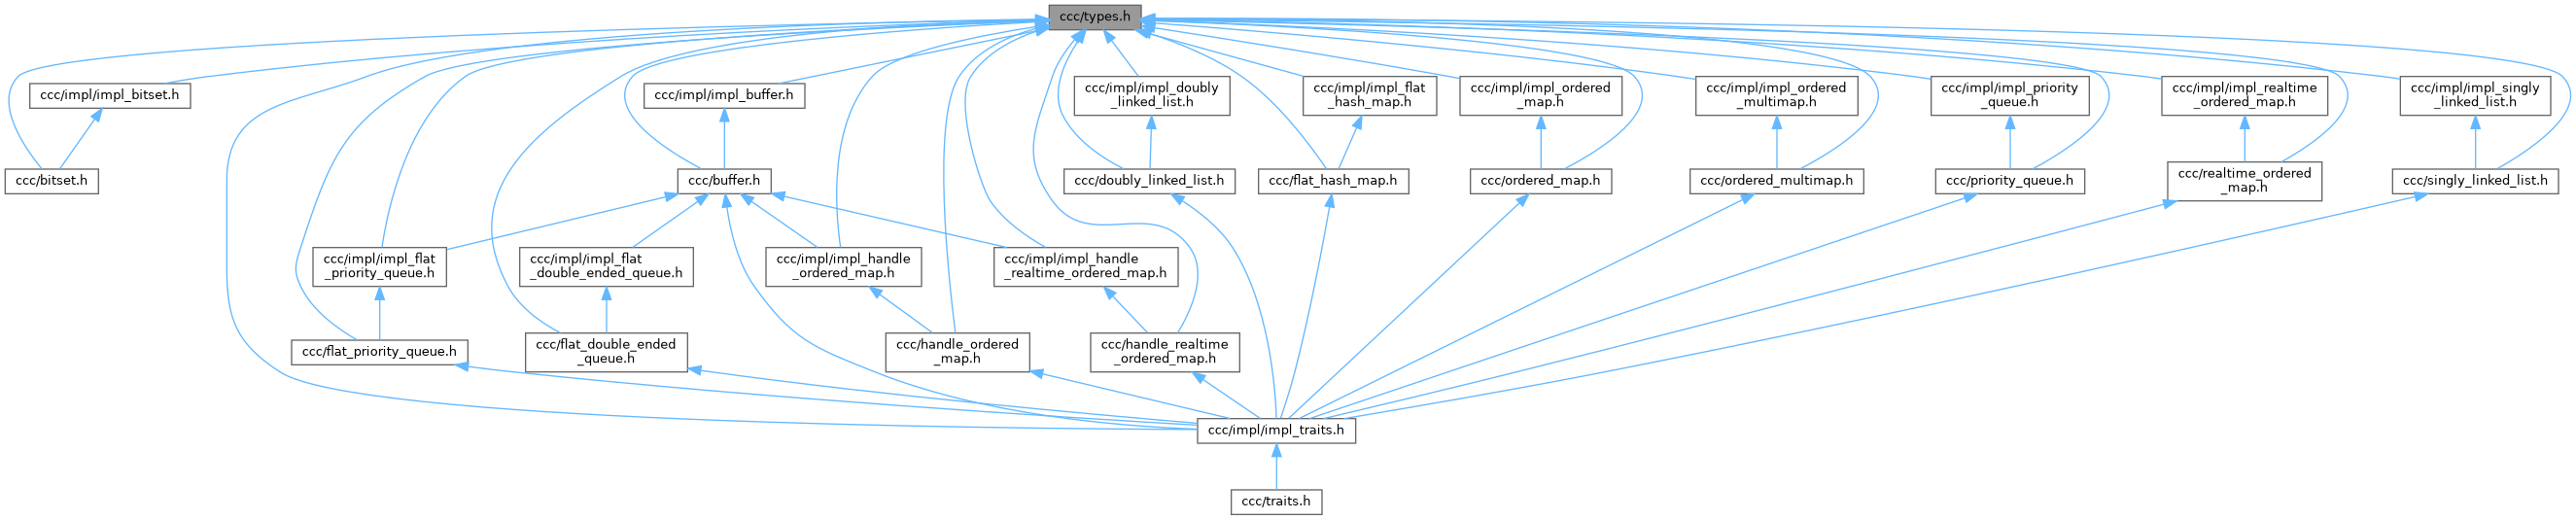 ccc/types.h
ccc/impl/impl_bitset.h
ccc/impl/impl_buffer.h
ccc/impl/impl_doubly
_linked_list.h
ccc/impl/impl_flat
_hash_map.h
ccc/impl/impl_ordered
_map.h
ccc/impl/impl_ordered
_multimap.h
ccc/impl/impl_priority
_queue.h
ccc/impl/impl_realtime
_ordered_map.h
ccc/impl/impl_singly
_linked_list.h
ccc/bitset.h
ccc/buffer.h
ccc/doubly_linked_list.h
ccc/flat_hash_map.h
ccc/ordered_map.h
ccc/ordered_multimap.h
ccc/priority_queue.h
ccc/realtime_ordered
_map.h
ccc/singly_linked_list.h
ccc/impl/impl_flat
_priority_queue.h
ccc/impl/impl_flat
_double_ended_queue.h
ccc/impl/impl_handle
_ordered_map.h
ccc/impl/impl_handle
_realtime_ordered_map.h
ccc/flat_priority_queue.h
ccc/flat_double_ended
_queue.h
ccc/handle_ordered
_map.h
ccc/handle_realtime
_ordered_map.h
ccc/impl/impl_traits.h
ccc/traits.h